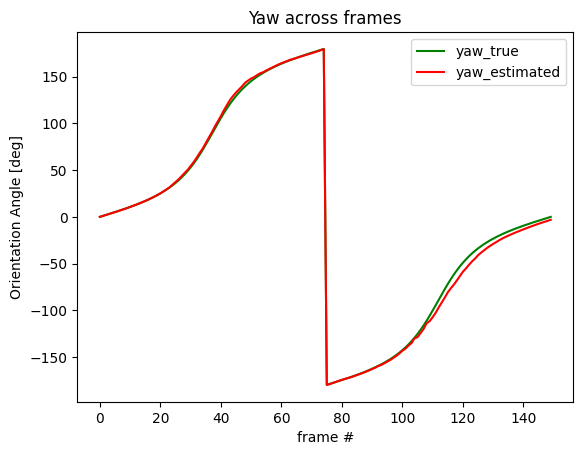 Yaw across frames
yaw_true
yaw_estimated
Orientation Angle [deg]
150
100
50
0
−50
−100
−150
0 20 40 60 80 100 120 140
frame #